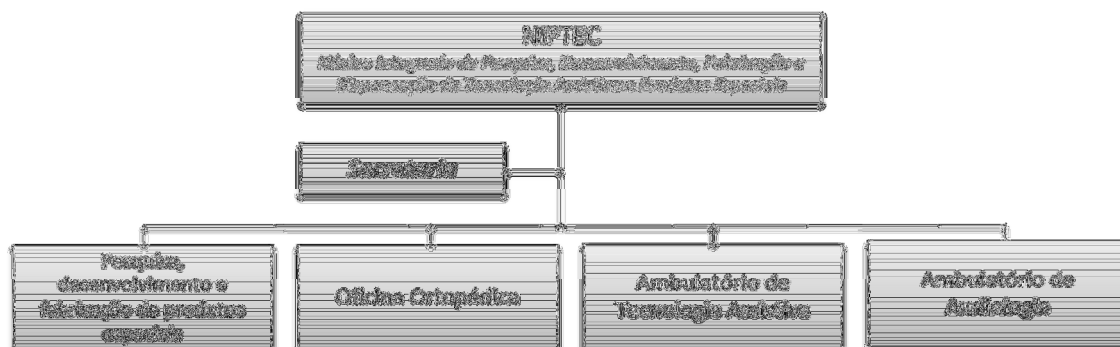 NIPTEC
Núcleo Integrado de Pesquisa, Desenvolvimento, Fabricação e
Dispensação de Tecnologia Assistiva e Produtos Especiais
Secretaria
Pesquisa,
desenvolvimento e
fabricação de produtos
especiais
Oficina Ortopédica
Ambulatório de
Tecnologia Assistiva
Ambulatório de
Audiologia